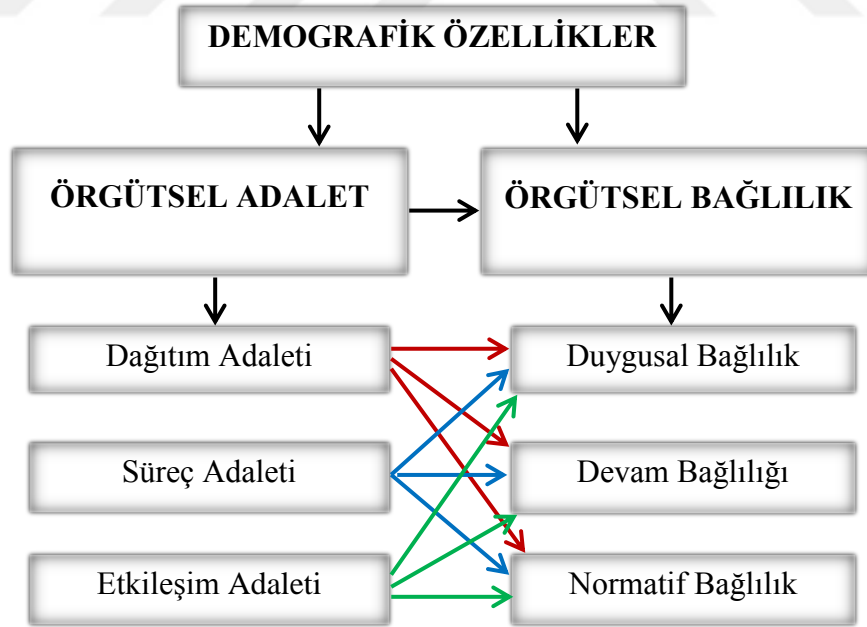 DEMOGRAFİK ÖZELLİKLER
ÖRGÜTSEL ADALET
ÖRGÜTSEL BAĞLILIK
Dağıtım Adaleti
Duygusal Bağlılık
Süreç Adaleti
Devam Bağlılığı
Etkileşim Adaleti
Normatif Bağlılık